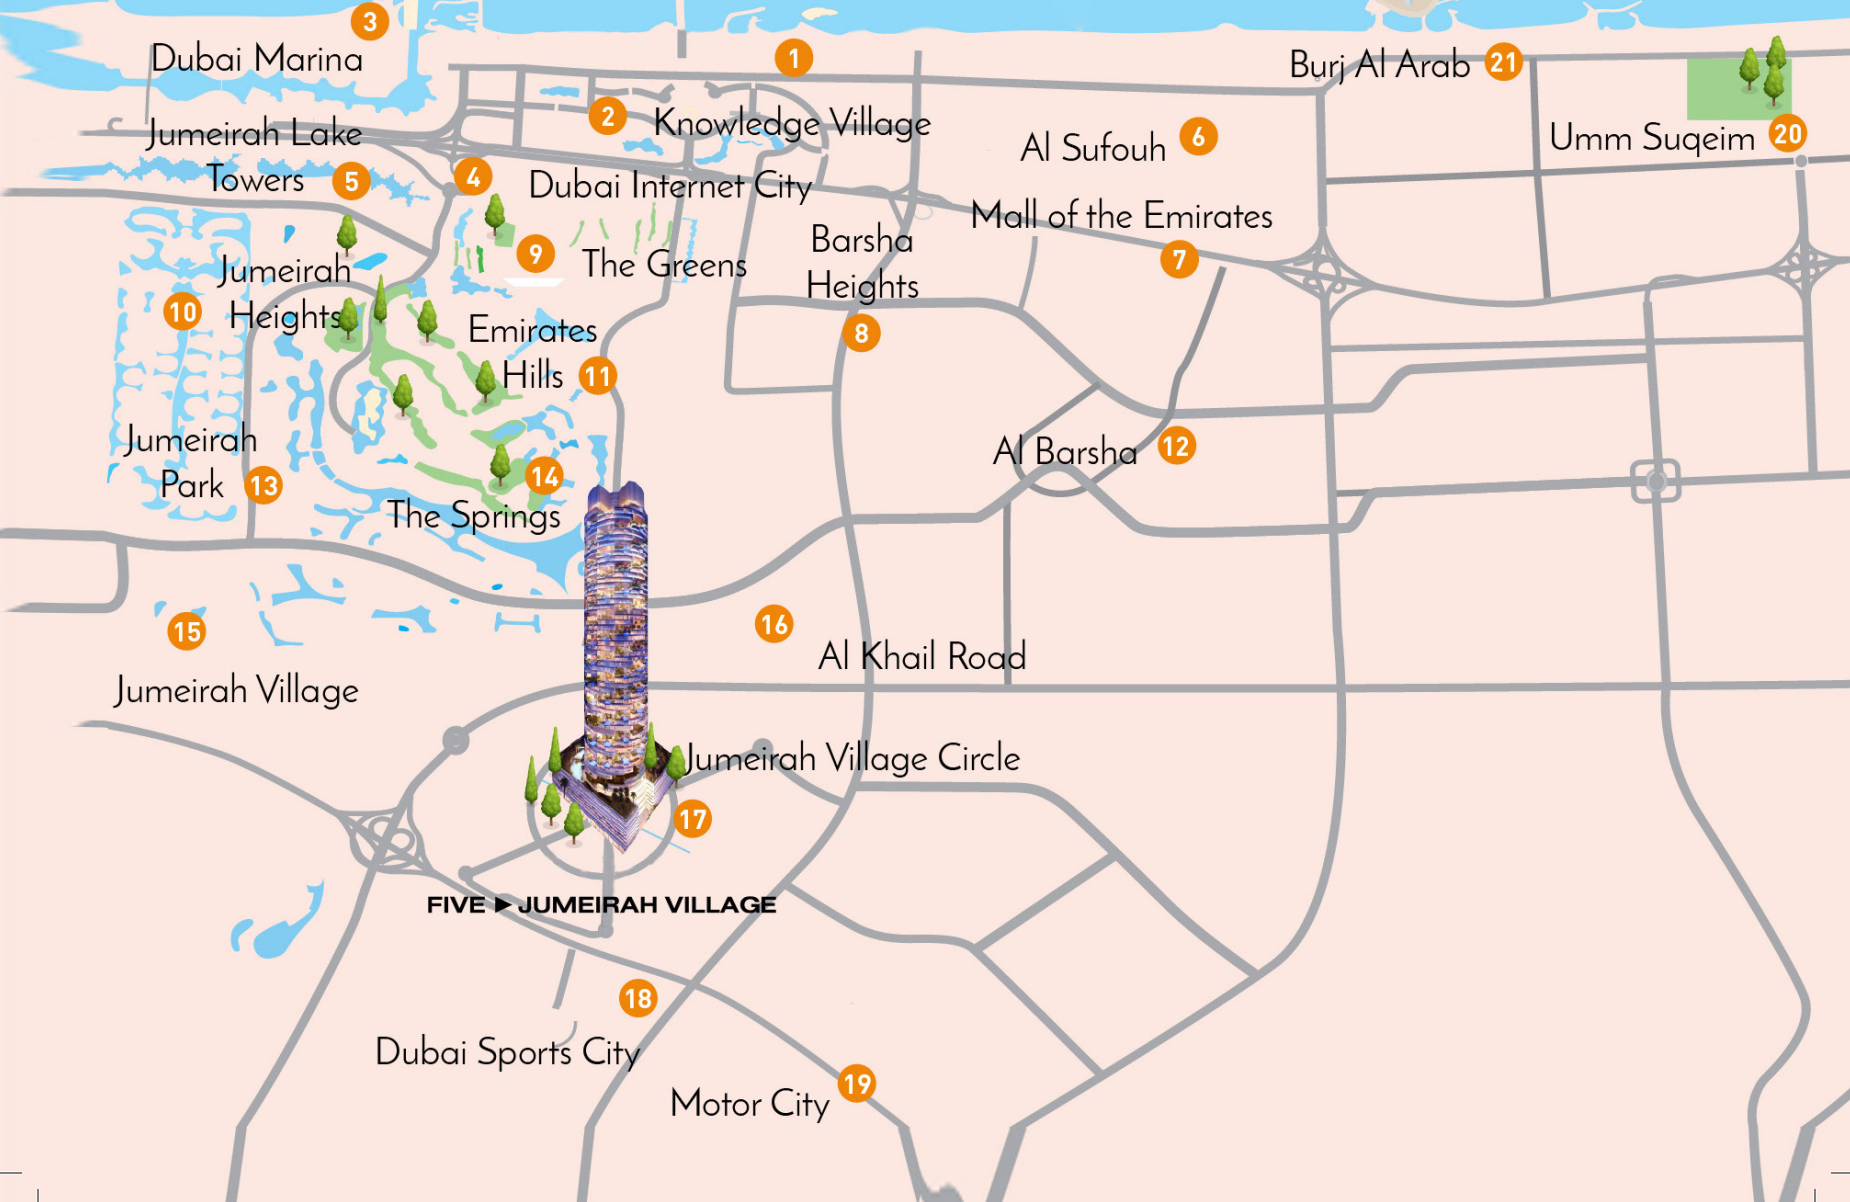 3
Dubai Marina
1
Burj Al Arab 21
2
Knowledge Village
Al Sufouh 6
Umm Suqeim 20
Jumeirah Lake
Towers 5
4
Dubai Internet City
Mall of the Emirates
7
9
The Greens
Barsha
Heights
8
Jumeirah
Heights
10
Emirates
Hills 11
Jumeirah
Park 13
Al Barsha 12
14
The Springs
15
Jumeirah Village
16
Al Khail Road
Jumeirah Village Circle
17
FIVE ► JUMEIRAH VILLAGE
18
Dubai Sports City
Motor City 19